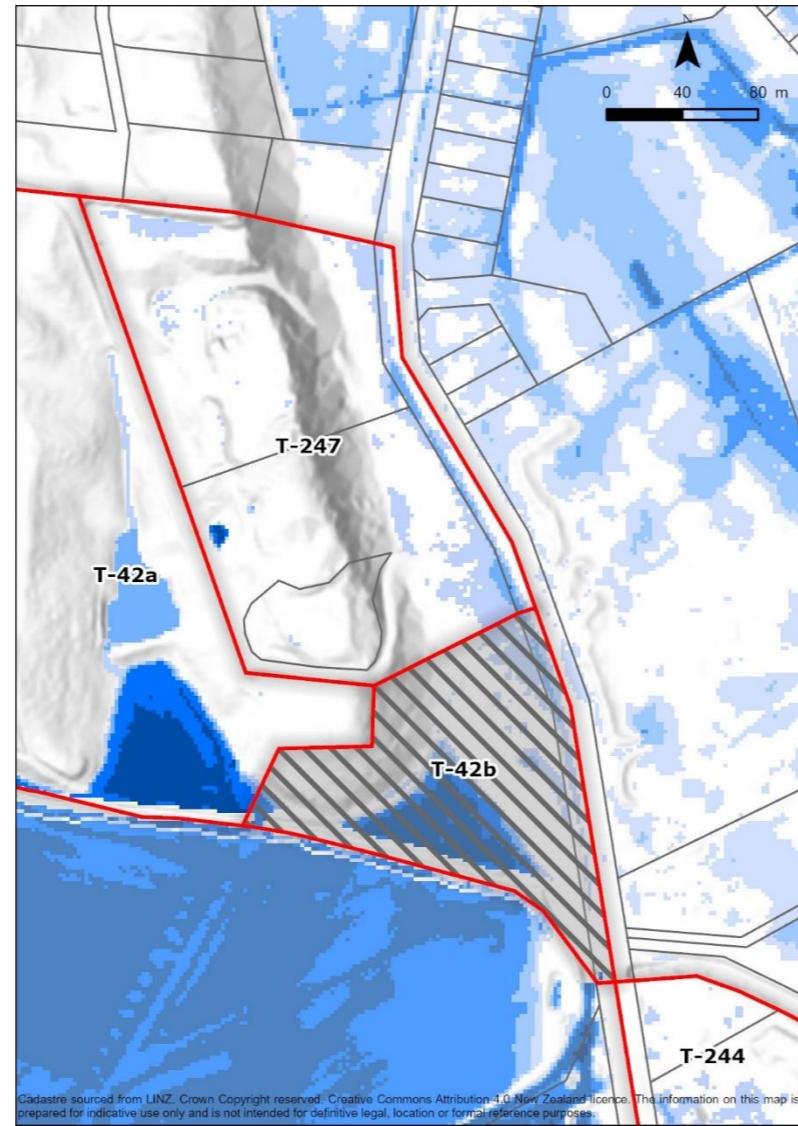 N
0 40 80 m
T-247
T-42a
T-42b
T-244
Cadastre sourced from LINZ. Crown Copyright reserved. Creative Commons Attribution 4.0 New Zealand licence. The information on this map is
prepared for indicative use only and is not intended for definitive legal, location or formal reference purposes.